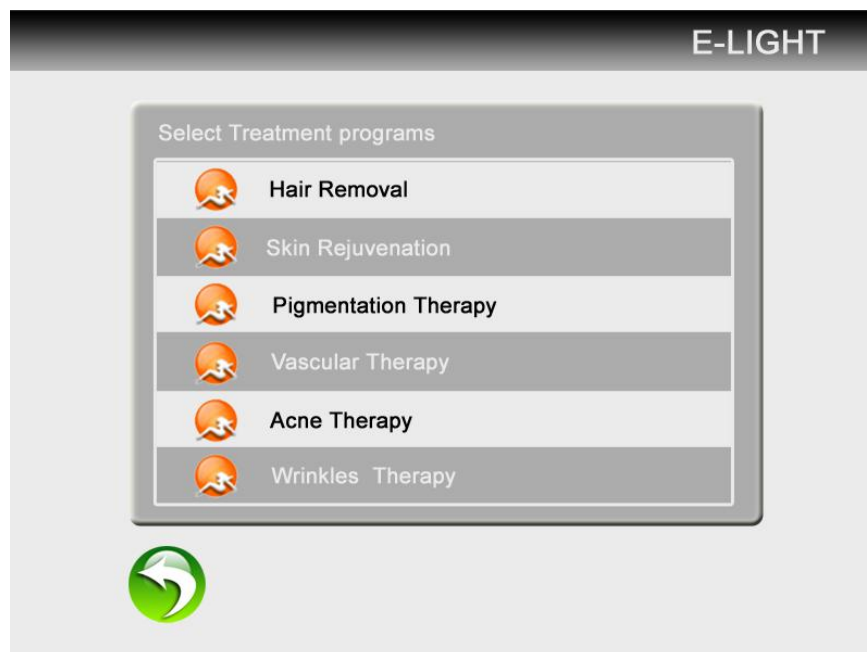 E-LIGHT
Select Treatment programs
Hair Removal
Skin Rejuvenation
Pigmentation Therapy
Vascular Therapy
Acne Therapy
Wrinkles Therapy